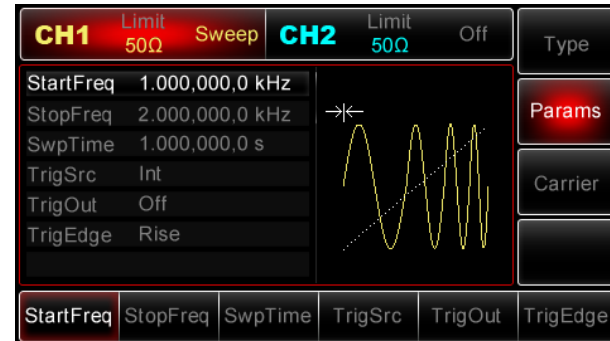 CH1 Limit 50Ω Sweep CH2 Limit 50Ω Off
Type
StartFreq 1.000,000,0 kHz
StopFreq 2.000,000,0 kHz
Params
SwpTime 1.000,000,0 s
TrigSrc Int
Carrier
TrigOut Off
TrigEdge Rise
StartFreq StopFreq SwpTime TrigSrc TrigOut TrigEdge